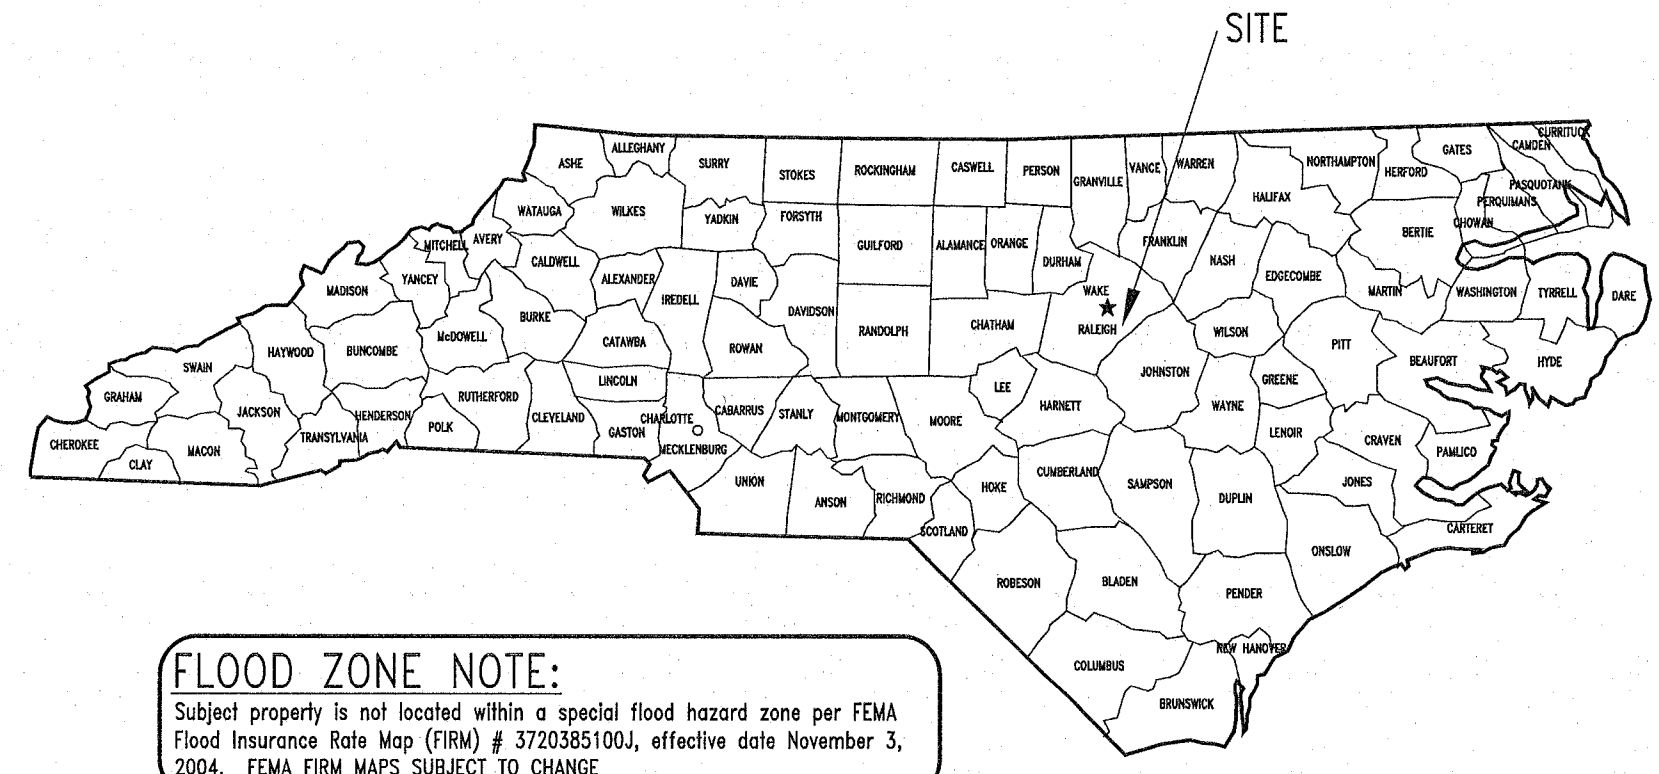 SITE
ALLEGHANY
ASHE
SURRY
STOKES
ROCKINGHAM
CASWELL
PERSON
GRANVILLE
VANCE
WARREN
NORTHAMPTON
HERFORD
GATES
CAMDEN
CURRITUCK
PASQUOTANK
PERQUIMANS
CHOWAN
HALIFAX
WATAUGA
WILKES
YADKIN
FORSYTH
GUILFORD
ALAMANCE
ORANGE
DURHAM
FRANKLIN
NASH
EDGECOMBE
BERTIE
MARTIN
WASHINGTON
TYRRELL
DARE
MITCHELL
AVERY
YANCEY
CALDWELL
ALEXANDER
IREDELL
DAVIE
DAVIDSON
MADISON
BURKE
McDOWELL
CATAWBA
ROWAN
RANDOLPH
CHATHAM
WAKE
RALEIGH
WILSON
PITT
BEAUFORT
HYDE
SWAIN
HAYWOOD
BUNCOMBE
RUTHERFORD
LINCOLN
LEE
JOHNSTON
GREENE
GRAHAM
JACKSON
HENDERSON
POLK
CLEVELAND
GASTON
CHARLOTTE
MECKLENBURG
CABARRUS
STANLY
MONTGOMERY
MOORE
HARNETT
WAYNE
LENOIR
CRAVEN
PAMLICO
CHEROKEE
CLAY
MACON
TRANSYLVANIA
UNION
ANSON
RICHMOND
HOKE
SCOTLAND
CUMBERLAND
SAMPSON
DUPLIN
JONES
CARTERET
ONSLOW
ROBESON
BLADEN
PENDER
NEW HANOVER
COLUMBUS
BRUNSWICK
FLOOD ZONE NOTE:
Subject property is not located within a special flood hazard zone per FEMA
Flood Insurance Rate Map (FIRM) # 3720385100J, effective date November 3,
2004. FEMA FIRM MAPS SUBJECT TO CHANGE